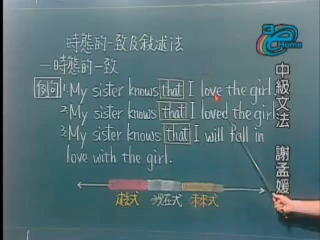 時態的一致及敍述法
一.時態的一致
例句 1.My sister knows that I love the girl.
2.My sister knows that I loved the girl.
3.My sister knows that I will fall in
love with the girl.
過去式 現在式 未來式
Home
中級文法 謝孟媛